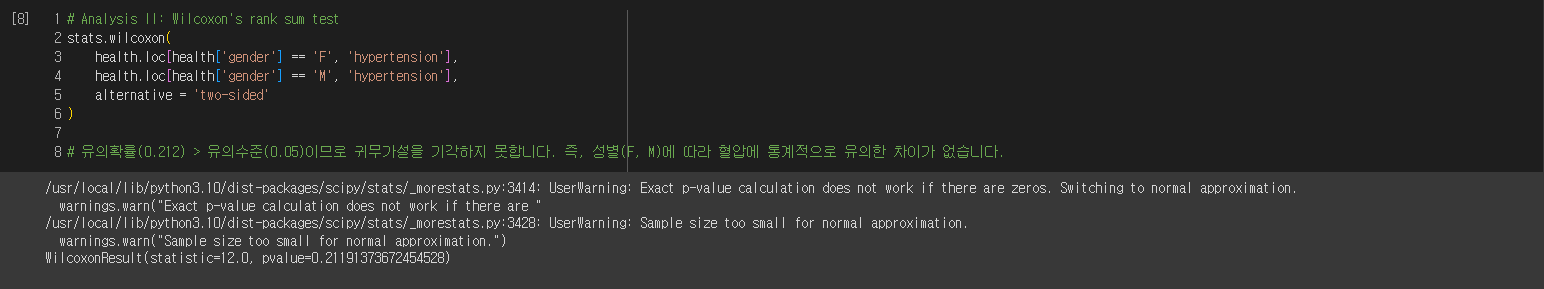 [8] 1 # Analysis II: Wilcoxon's rank sum test
2 stats.wilcoxon(
3 health.loc[health['gender'] == 'F', 'hypertension'],
4 health.loc[health['gender'] == 'M', 'hypertension'],
5 alternative = 'two-sided'
6 )
7
8 # 유의확률(0.212) > 유의수준(0.05)이므로 귀무가설을 기각하지 못합니다. 즉, 성별(F, M)에 따라 혈압에 통계적으로 유의한 차이가 없습니다.
/usr/local/lib/python3.10/dist-packages/scipy/stats/_morestats.py:3414: UserWarning: Exact p-value calculation does not work if there are zeros. Switching to normal approximation.
warnings.warn("Exact p-value calculation does not work if there are "
/usr/local/lib/python3.10/dist-packages/scipy/stats/_morestats.py:3428: UserWarning: Sample size too small for normal approximation.
warnings.warn("Sample size too small for normal approximation.")
WilcoxonResult(statistic=12.0, pvalue=0.21191373672454528)